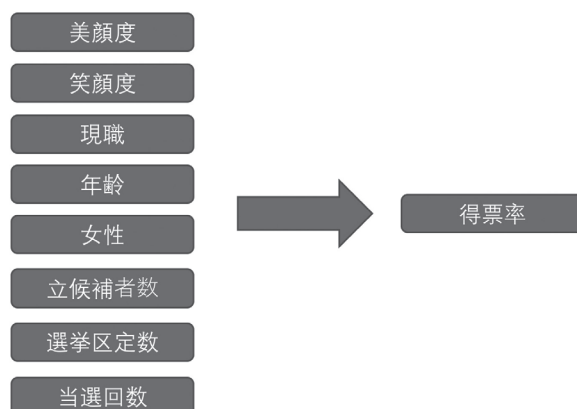 美顔度
笑顔度
現職
年齢
女性
立候補者数
選挙区定数
当選回数
得票率